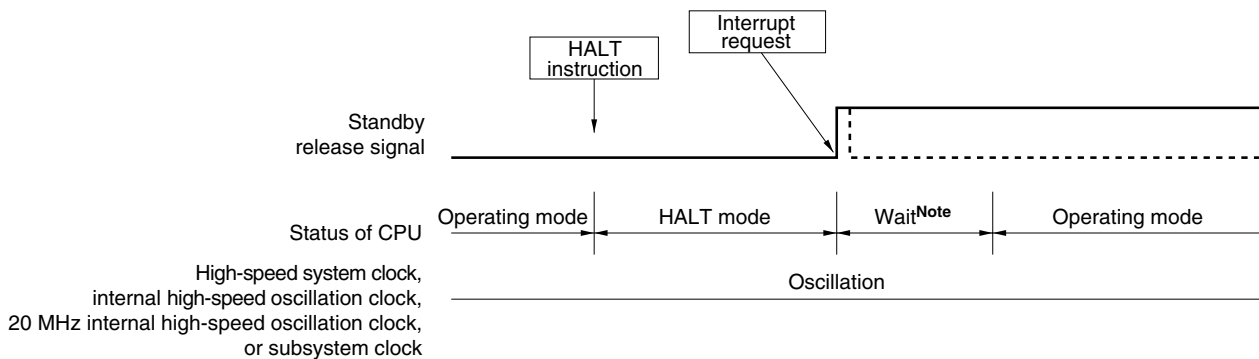 HALT
instruction
Interrupt
request
Standby
release signal
Status of CPU
Operating mode
HALT mode
WaitNote
Operating mode
High-speed system clock,
internal high-speed oscillation clock,
20 MHz internal high-speed oscillation clock,
or subsystem clock
Oscillation